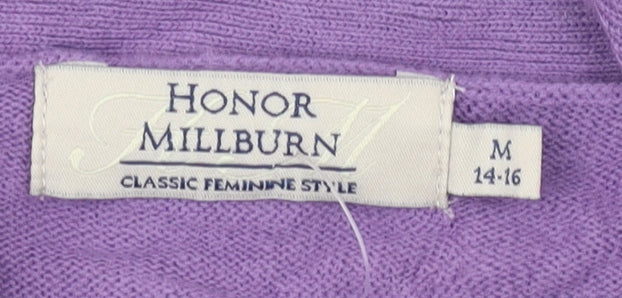 HONOR
MILLBURN
CLASSIC FEMININE STYLE
M
14-16